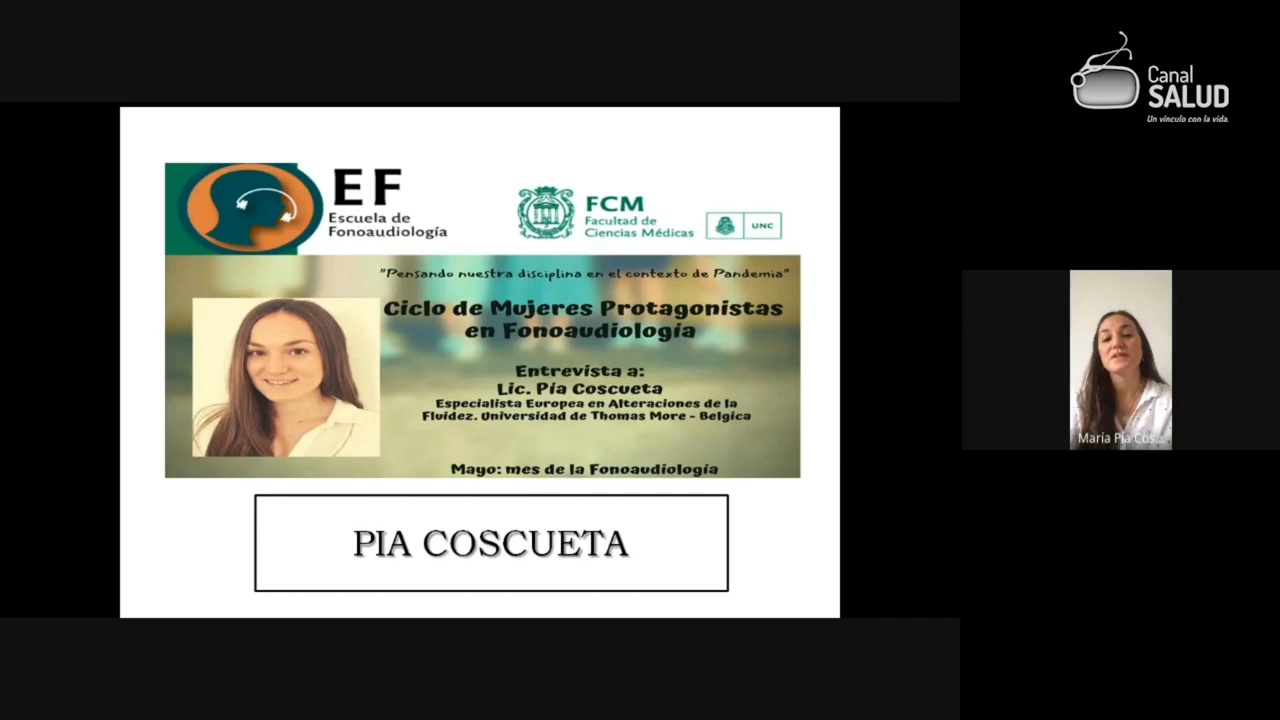 Canal
SALUD
Un vínculo con la vida.
EF
Escuela de
Fonoaudiología
FCM
Facultad de
Ciencias Médicas
UNC
"Pensando nuestra disciplina en el contexto de Pandemia"
Ciclo de Mujeres Protagonistas
en Fonoaudiología
Entrevista a:
Lic. Pía Coscueta
Especialista Europea en Alteraciones de la
Fluidez. Universidad de Thomas More - Belgica
Mayo: mes de la Fonoaudiología
PIA COSCUETA
María Pía Cos...